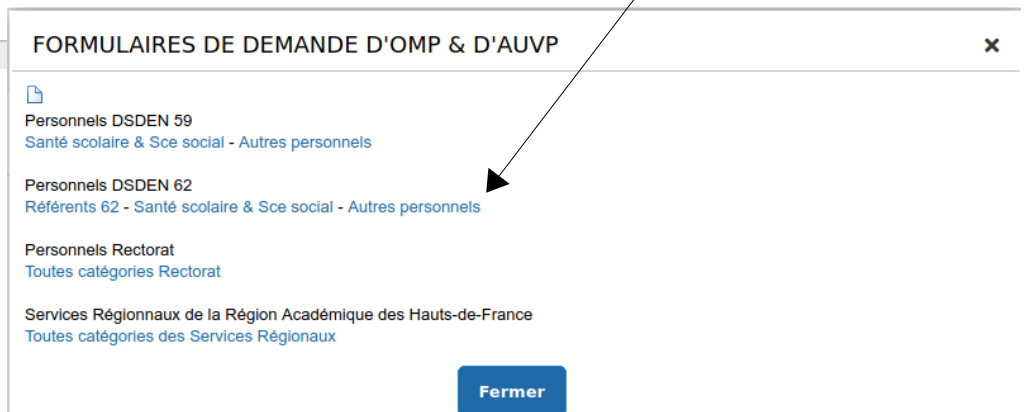 FORMULAIRES DE DEMANDE D'OMP & D'AUVP
Personnels DSDEN 59
Santé scolaire & Sce social - Autres personnels
Personnels DSDEN 62
Référents 62 - Santé scolaire & Sce social - Autres personnels
Personnels Rectorat
Toutes catégories Rectorat
Services Régionnaux de la Région Académique des Hauts-de-France
Toutes catégories des Services Régionaux
Fermer